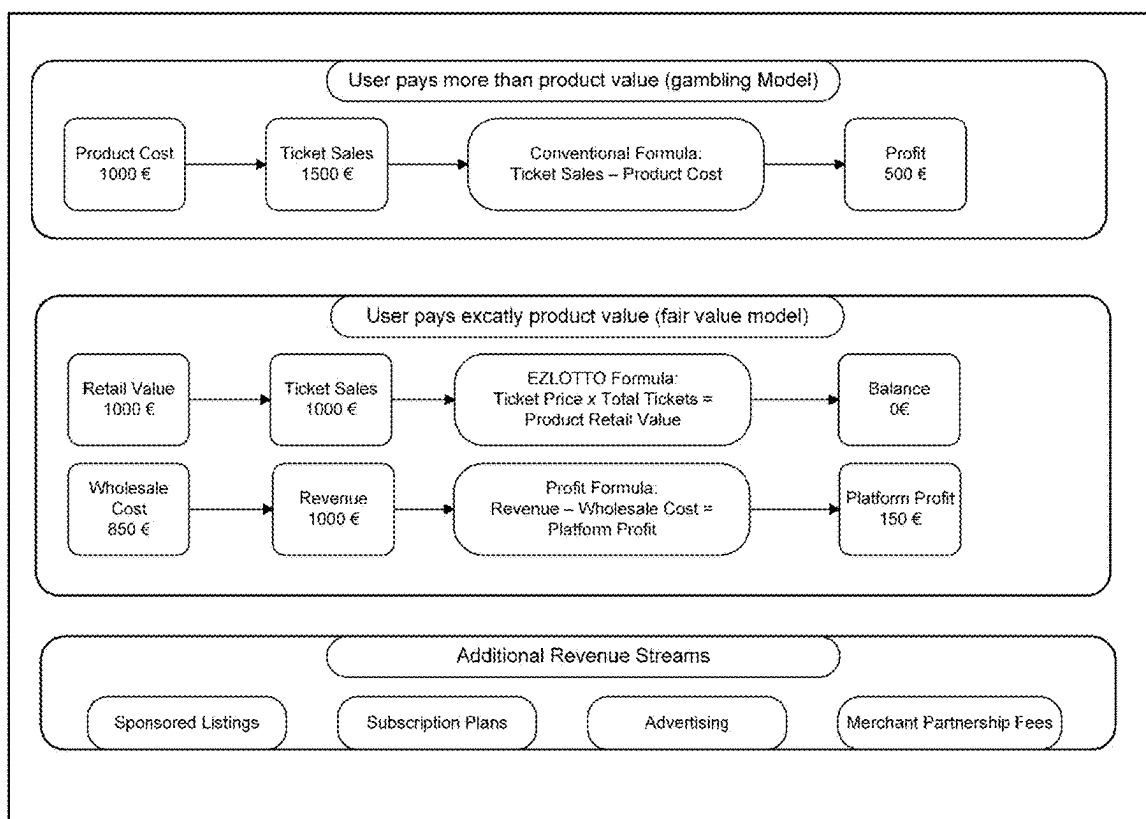 User pays more than product value (gambling Model)
Product Cost
1000 €
Ticket Sales
1500 €
Conventional Formula:
Ticket Sales – Product Cost
Profit
500 €
User pays excatly product value (fair value model)
Retail Value
1000 €
Ticket Sales
1000 €
EZLOTTO Formula:
Ticket Price x Total Tickets =
Product Retail Value
Balance
0€
Wholesale
Cost
850 €
Revenue
1000 €
Profit Formula:
Revenue – Wholesale Cost =
Platform Profit
Platform Profit
150 €
Additional Revenue Streams
Sponsored Listings
Subscription Plans
Advertising
Merchant Partnership Fees